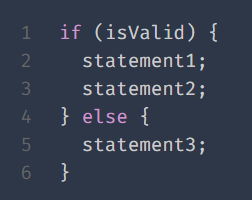 1 if (isValid) {
2   statement1;
3   statement2;
4 } else {
5   statement3;
6 }